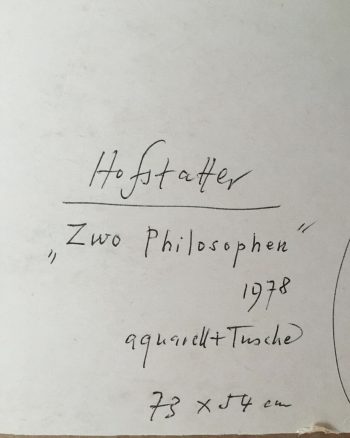 Hofstatter
„Zwo Philosophen"
1978
aquarell + Tusche
73 x 54 cm